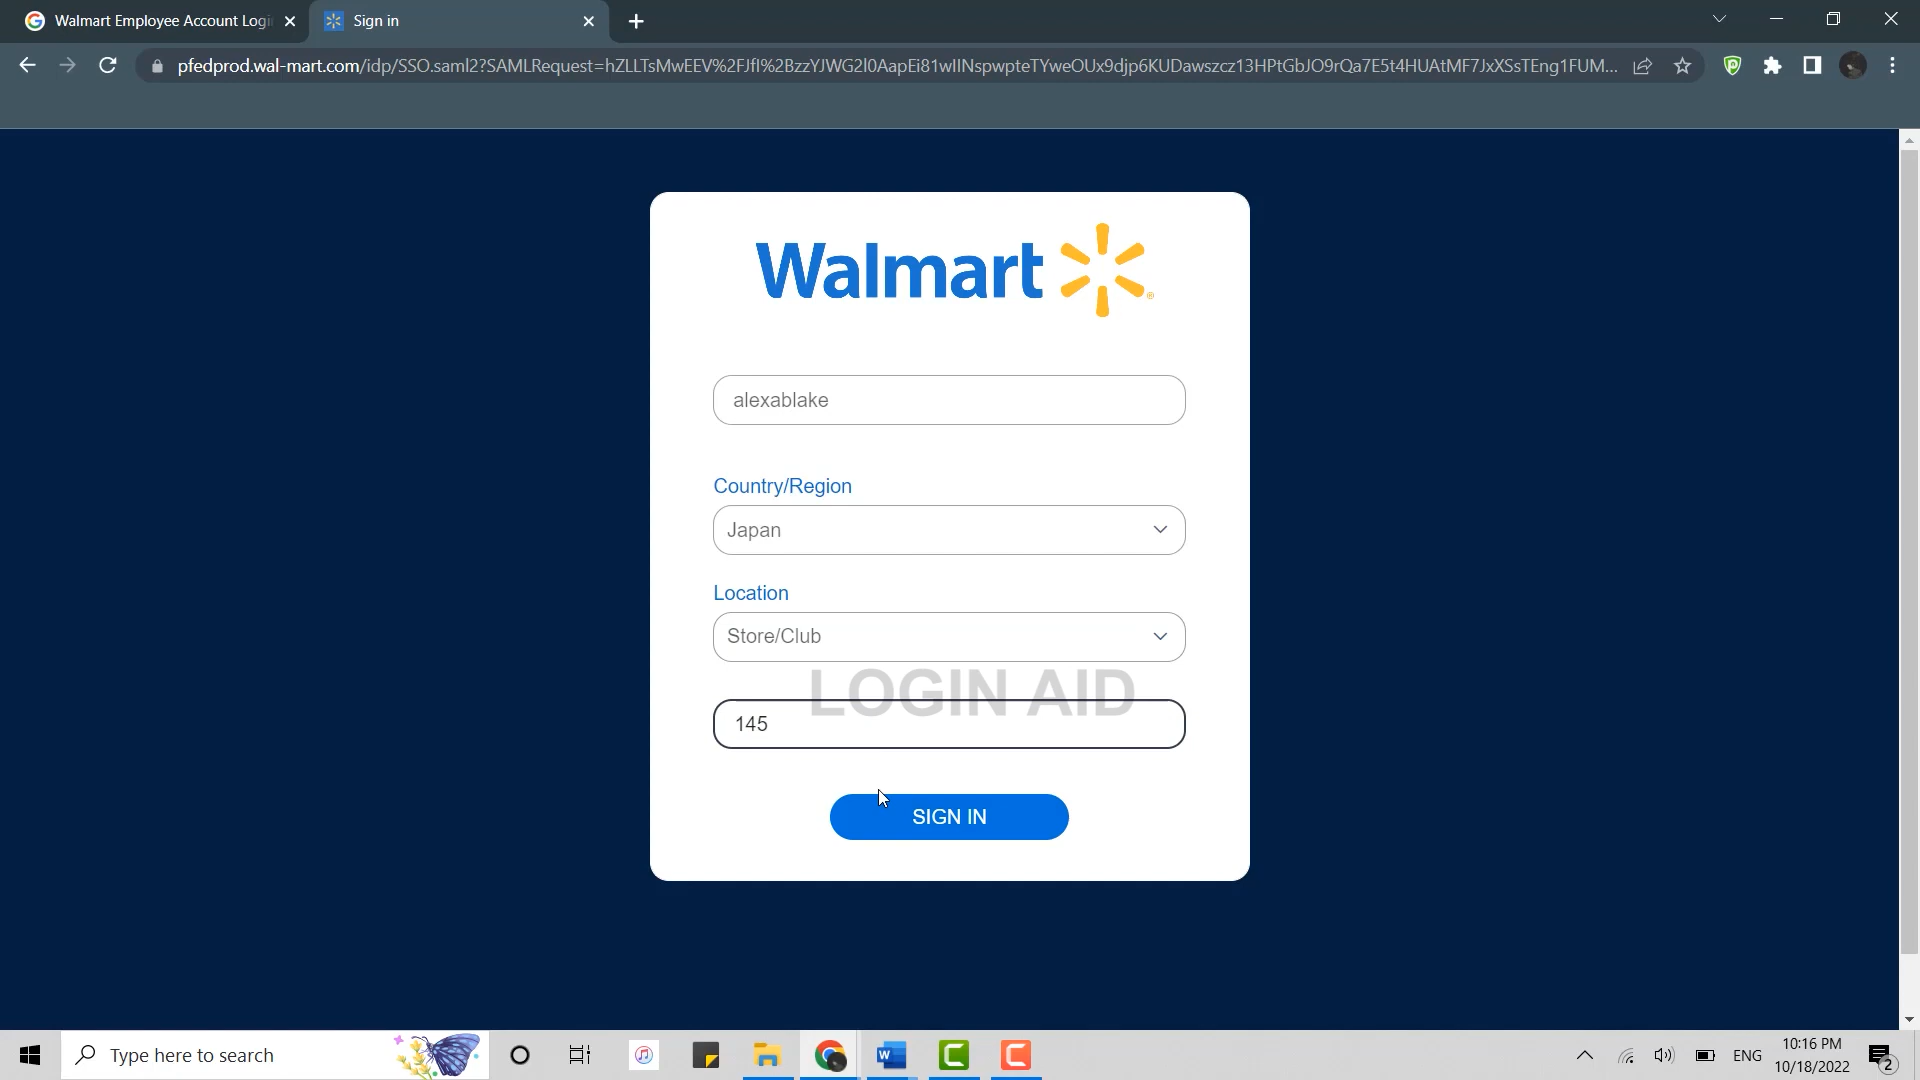 Walmart Employee Account Logi
Sign in
pfedprod.wal-mart.com/idp/SSO.saml2?SAMLRequest=hZLLTsMwEEV%2FJfl%2BzzYJWG2l0AapEi81wIINspwpteTYweOUx9djp6KUDawszcz13HPtGbJO9rQa7E5t4HUAtMF7JxXSsTEng1FUM...
Walmart
alexablake
Country/Region
Japan
Location
Store/Club
LOGIN AID
145
SIGN IN
Type here to search
ENG
10:16 PM
10/18/2022
2